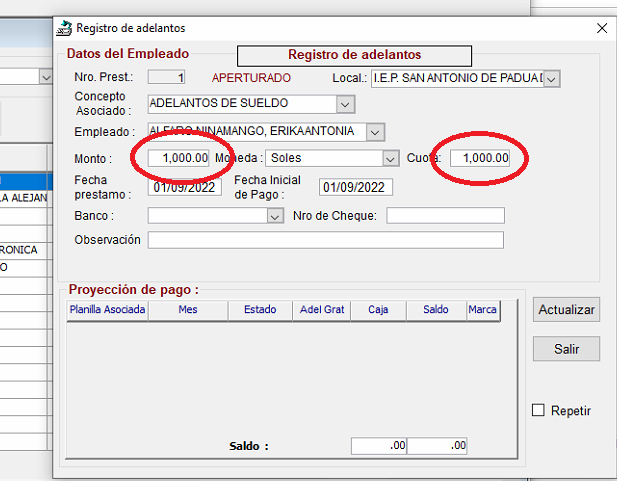 Registro de adelantos
Datos del Empleado
Registro de adelantos
Nro. Prest.: 1 APERTURADO Local.: I.E.P. SAN ANTONIO DE PADUA
Concepto
Asociado : ADELANTOS DE SUELDO
Empleado : ALFARO NINAMANGO, ERIKA ANTONIA
Monto : 1,000.00 Moneda : Soles Cuota: 1,000.00
Fecha
prestamo : 01/09/2022
Fecha Inicial
de Pago : 01/09/2022
Banco : Nro de Cheque:
Observación
Proyección de pago :
Planilla Asociada Mes Estado Adel Grat Caja Saldo Marca
Saldo : .00 .00
Actualizar
Salir
Repetir
LA ALEJAN
RONICA
O